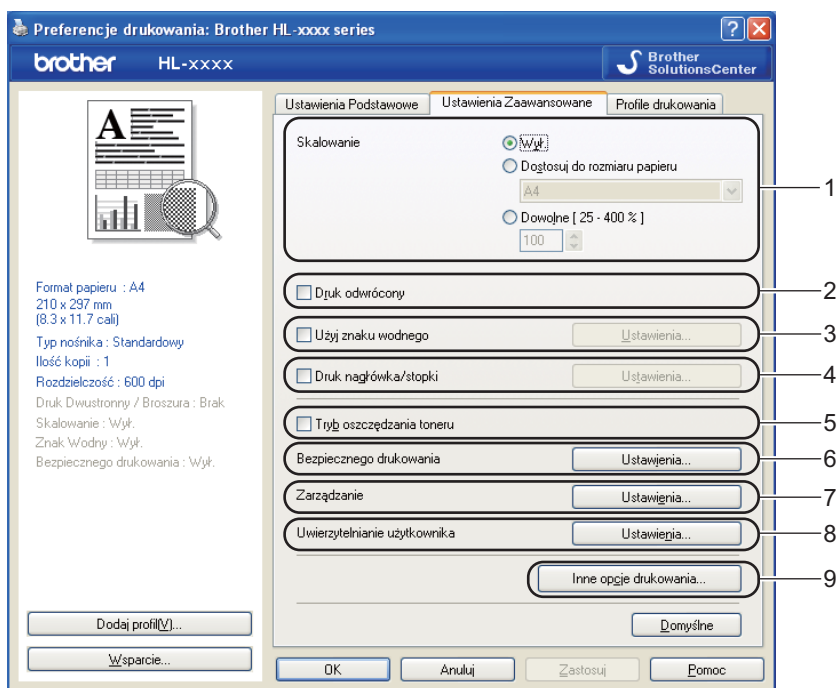 Preferencje drukowania: Brother HL-xxxx series
brother HL-xxxx
Brother
SolutionsCenter
A
Format papieru : A4
210 x 297 mm
(8.3 x 11.7 cali)
Typ nośnika : Standardowy
Ilość kopii : 1
Rozdzielczość : 600 dpi
Druk Dwustronny / Broszura : Brak
Skalowanie : Wył.
Znak Wodny : Wył.
Bezpiecznego drukowania : Wył.
Dodaj profil(V)...
Wsparcie...
Ustawienia Podstawowe
Ustawienia Zaawansowane
Profile drukowania
Skalowanie
Wył.
Dostosuj do rozmiaru papieru
A4
Dowolne [ 25 - 400 % ]
100
1
Druk odwrócony
2
Użyj znaku wodnego
Ustawienia...
3
Druk nagłówka/stopki
Ustawienia...
4
Tryb oszczędzania toneru
5
Bezpiecznego drukowania
Ustawienia...
6
Zarządzanie
Ustawienia...
7
Uwierzytelnianie użytkownika
Ustawienia...
8
Inne opcje drukowania...
9
Domyślne
OK
Anuluj
Zastosuj
Pomoc